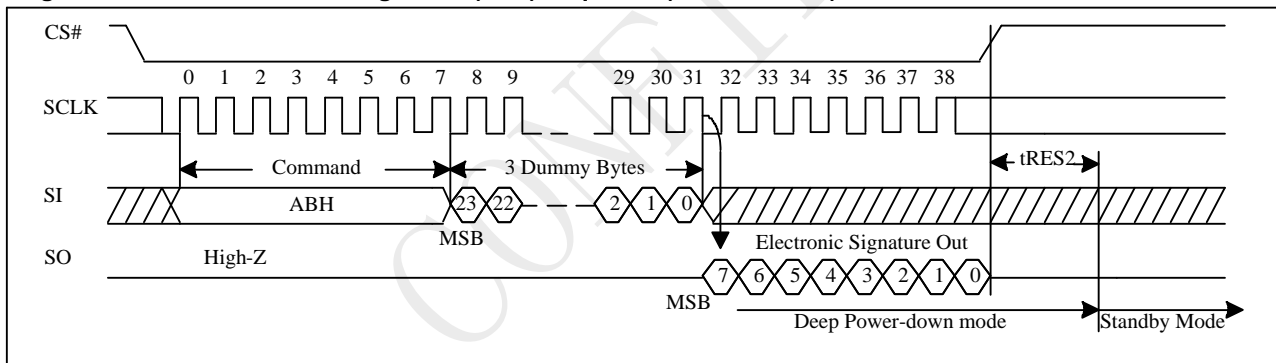 CS#
0 1 2 3 4 5 6 7 8 9 29 30 31 32 33 34 35 36 37 38
SCLK
Command 3 Dummy Bytes tRES2
SI
ABH 23 22 2 1 0
MSB
SO High-Z Electronic Signature Out
7 6 5 4 3 2 1 0
MSB
Deep Power-down mode Standby Mode